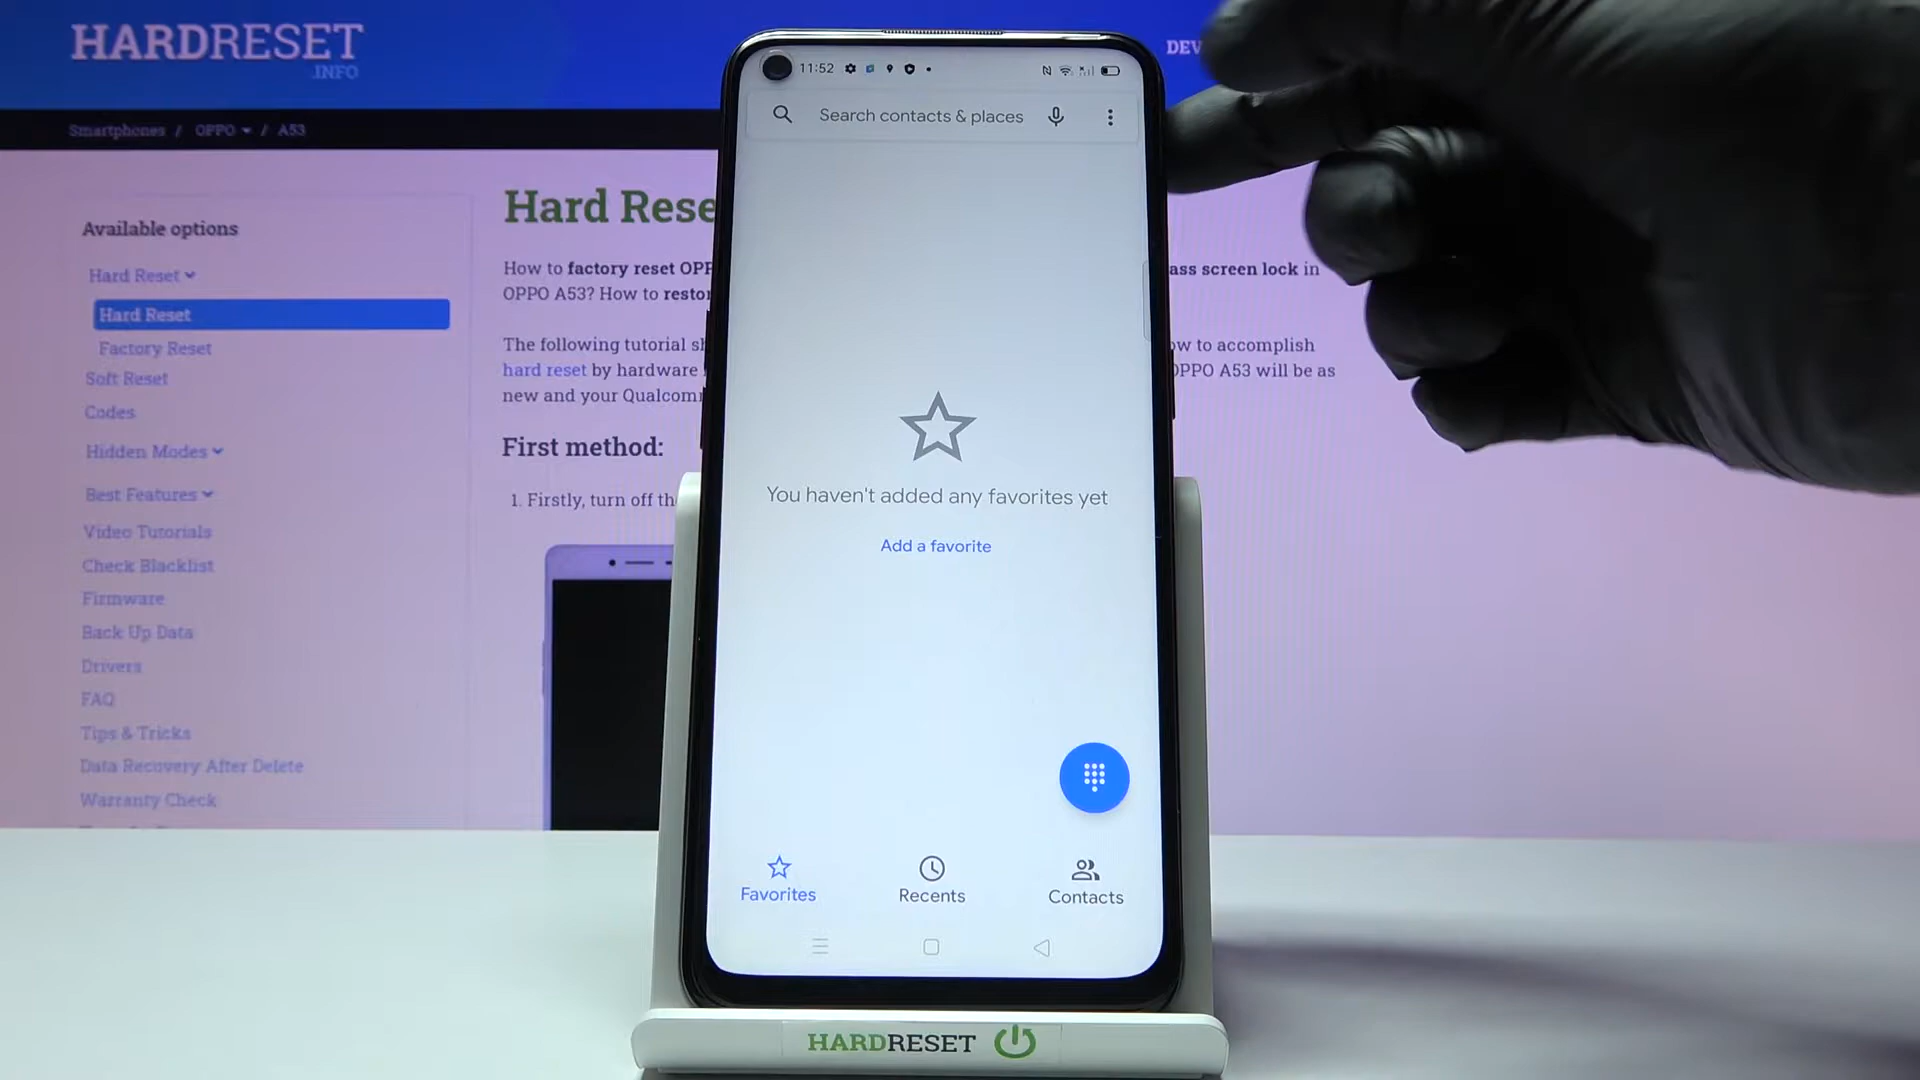 HARDRESET
.INFO
DEV
Smartphones / OPPO / A53
Available options
Hard Reset
Hard Reset
Factory Reset
Soft Reset
Codes
Hidden Modes
Best Features
Video Tutorials
Check Blacklist
Firmware
Back Up Data
Drivers
FAQ
Tips & Tricks
Data Recovery After Delete
Warranty Check
Hard Rese
How to factory reset OPP
ass screen lock in
OPPO A53? How to resto
The following tutorial s
ow to accomplish
hard reset by hardware
OPPO A53 will be as
new and your Qualcom
First method:
1. Firstly, turn off th
11:52
Search contacts & places
You haven't added any favorites yet
Add a favorite
Favorites
Recents
Contacts
HARDRESET